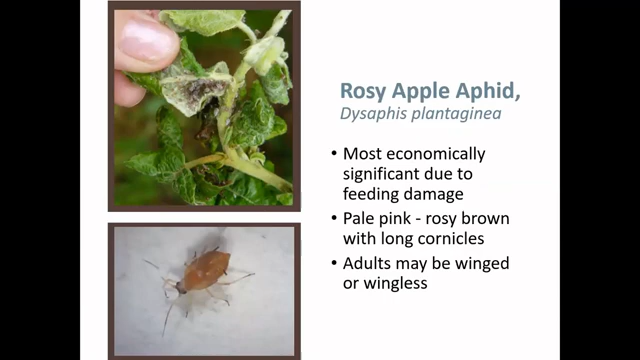 Rosy Apple Aphid,
Dysaphis plantaginea
• Most economically
significant due to
feeding damage
• Pale pink - rosy brown
with long cornicles
• Adults may be winged
or wingless